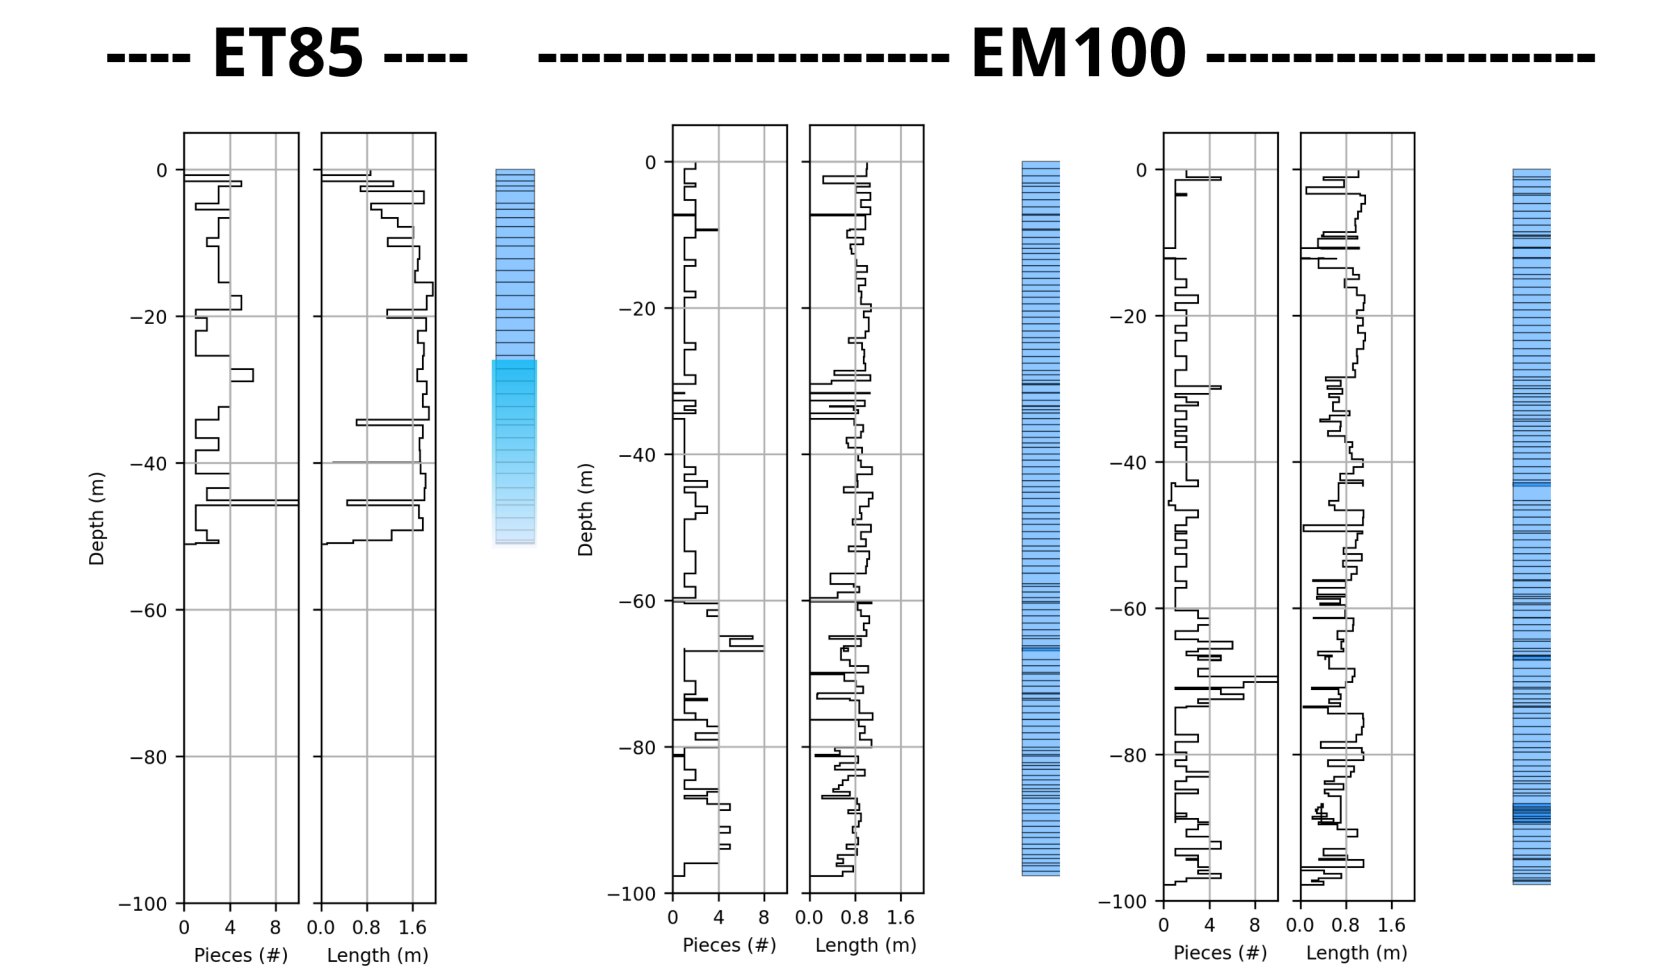 ---- ET85 ---- ----------------- EM100 ----------------
0
−20
−40
−60
−80
−100
Depth (m)
0 4 8
Pieces (#)
0.0 0.8 1.6
Length (m)
0
−20
−40
−60
−80
−100
Depth (m)
0 4 8
Pieces (#)
0.0 0.8 1.6
Length (m)
0
−20
−40
−60
−80
−100
0 4 8
Pieces (#)
0.0 0.8 1.6
Length (m)